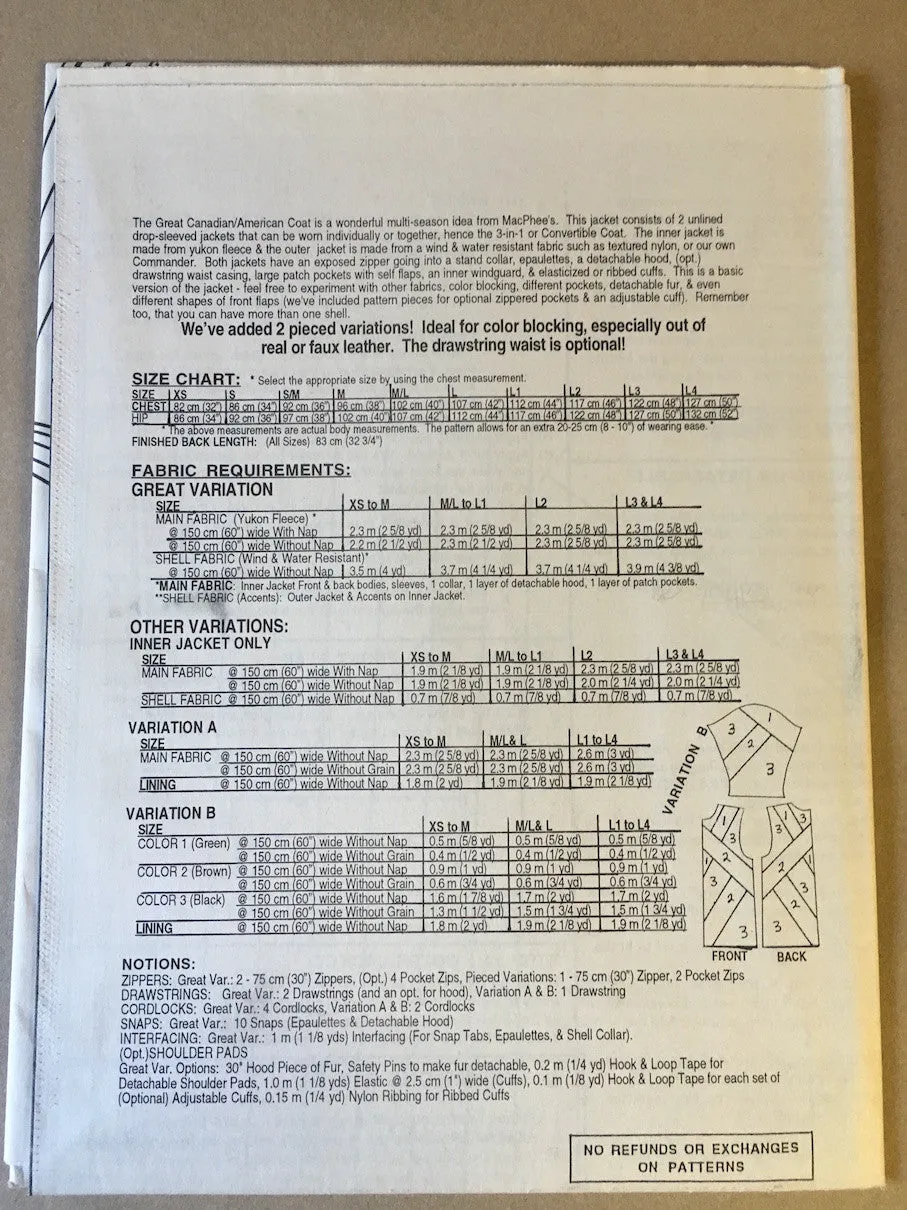 The Great Canadian/American Coat is a wonderful multi-season idea from MacPhee's. This jacket consists of 2 unlined
drop-sleeved jackets that can be worn individually or together, hence the 3-in-1 or Convertible Coat. The inner jacket is
made from yukon fleece & the outer jacket is made from a wind & water resistant fabric such as textured nylon, or our own
Commander. Both jackets have an exposed zipper going into a stand collar, epaulettes, a detachable hood, (opt.)
drawstring waist casing, large patch pockets with self flaps, an inner windguard, & elasticized or ribbed cuffs. This is a basic
version of the jacket - feel free to experiment with other fabrics, color blocking, different pockets, detachable fur, & even
different shapes of front flaps (we've included pattern pieces for optional zippered pockets & an adjustable cuff). Remember
too, that you can have more than one shell.
We've added 2 pieced variations! Ideal for color blocking, especially out of
real or faux leather. The drawstring waist is optional!
SIZE CHART: * Select the appropriate size by using the chest measurement.
SIZE XS S S/M M M/L L L1 L2 L3 L4
CHEST 82 cm (32") 86 cm (34") 92 cm (36") 96 cm (38") 102 cm (40") 107 cm (42") 112 cm (44") 117 cm (46") 122 cm (48") 127 cm (50")
HIP 86 cm (34") 92 cm (36") 97 cm (38") 102 cm (40") 107 cm (42") 112 cm (44") 117 cm (46") 122 cm (48") 127 cm (50") 132 cm (52")
* The above measurements are actual body measurements. The pattern allows for an extra 20-25 cm (8 - 10") of wearing ease. *
FINISHED BACK LENGTH: (All Sizes) 83 cm (32 3/4")
FABRIC REQUIREMENTS:
GREAT VARIATION
SIZE XS to M M/L to L1 L2 L3 & L4
MAIN FABRIC (Yukon Fleece) *
@ 150 cm (60") wide With Nap 2.3 m (2 5/8 yd) 2.3 m (2 5/8 yd) 2.3 m (2 5/8 yd) 2.3 m (2 5/8 yd)
@ 150 cm (60") wide Without Nap 2.2 m (2 1/2 yd) 2.3 m (2 1/2 yd) 2.3 m (2 5/8 yd) 2.3 m (2 5/8 yd)
SHELL FABRIC (Wind & Water Resistant)*
@ 150 cm (60") wide Without Nap 3.5 m (4 yd) 3.7 m (4 1/4 yd) 3.7 m (4 1/4 yd) 3.9 m (4 3/8 yd)
*MAIN FABRIC: Inner Jacket Front & back bodies, sleeves, 1 collar, 1 layer of detachable hood, 1 layer of patch pockets.
**SHELL FABRIC (Accents): Outer Jacket & Accents on Inner Jacket.
OTHER VARIATIONS:
INNER JACKET ONLY
SIZE XS to M M/L to L1 L2 L3 & L4
MAIN FABRIC @ 150 cm (60") wide With Nap 1.9 m (2 1/8 yd) 1.9 m (2 1/8 yd) 2.3 m (2 5/8 yd) 2.3 m (2 5/8 yd)
@ 150 cm (60") wide Without Nap 1.9 m (2 1/8 yd) 1.9 m (2 1/8 yd) 2.0 m (2 1/4 yd) 2.0 m (2 1/4 yd)
SHELL FABRIC @ 150 cm (60") wide Without Nap 0.7 m (7/8 yd) 0.7 m (7/8 yd) 0.7 m (7/8 yd) 0.7 m (7/8 yd)
VARIATION A
SIZE XS to M M/L& L L1 to L4
MAIN FABRIC @ 150 cm (60") wide Without Nap 2.3 m (2 5/8 yd) 2.3 m (2 5/8 yd) 2.6 m (3 yd)
@ 150 cm (60") wide Without Grain 2.3 m (2 5/8 yd) 2.3 m (2 5/8 yd) 2.6 m (3 yd)
LINING @ 150 cm (60") wide Without Nap 1.8 m (2 yd) 1.9 m (2 1/8 yd) 1.9 m (2 1/8 yd)
VARIATION B
SIZE XS to M M/L& L L1 to L4
COLOR 1 (Green) @ 150 cm (60") wide Without Nap 0.5 m (5/8 yd) 0.5 m (5/8 yd) 0.5 m (5/8 yd)
@ 150 cm (60") wide Without Grain 0.4 m (1/2 yd) 0.4 m (1/2 yd) 0.4 m (1/2 yd)
COLOR 2 (Brown) @ 150 cm (60") wide Without Nap 0.9 m (1 yd) 0.9 m (1 yd) 0.9 m (1 yd)
@ 150 cm (60") wide Without Grain 0.6 m (3/4 yd) 0.6 m (3/4 yd) 0.6 m (3/4 yd)
COLOR 3 (Black) @ 150 cm (60") wide Without Nap 1.6 m (1 7/8 yd) 1.7 m (2 yd) 1.7 m (2 yd)
@ 150 cm (60") wide Without Grain 1.3 m (1 1/2 yd) 1.5 m (1 3/4 yd) 1.5 m (1 3/4 yd)
LINING @ 150 cm (60") wide Without Nap 1.8 m (2 yd) 1.9 m (2 1/8 yd) 1.9 m (2 1/8 yd)
VARIATION B
3 1
2
3
1 3
1 2
3
2
3
3 1 3
2
3
2
3
FRONT BACK
NOTIONS:
ZIPPERS: Great Var.: 2 - 75 cm (30") Zippers, (Opt.) 4 Pocket Zips, Pieced Variations: 1 - 75 cm (30") Zipper, 2 Pocket Zips
DRAWSTRINGS: Great Var.: 2 Drawstrings (and an opt. for hood), Variation A & B: 1 Drawstring
CORDLOCKS: Great Var.: 4 Cordlocks, Variation A & B: 2 Cordlocks
SNAPS: Great Var.: 10 Snaps (Epaulettes & Detachable Hood)
INTERFACING: Great Var.: 1 m (1 1/8 yds) Interfacing (For Snap Tabs, Epaulettes, & Shell Collar).
(Opt.)SHOULDER PADS
Great Var. Options: 30" Hood Piece of Fur, Safety Pins to make fur detachable, 0.2 m (1/4 yd) Hook & Loop Tape for
Detachable Shoulder Pads, 1.0 m (1 1/8 yds) Elastic @ 2.5 cm (1") wide (Cuffs), 0.1 m (1/8 yd) Hook & Loop Tape for each set of
(Optional) Adjustable Cuffs, 0.15 m (1/4 yd) Nylon Ribbing for Ribbed Cuffs
NO REFUNDS OR EXCHANGES
ON PATTERNS